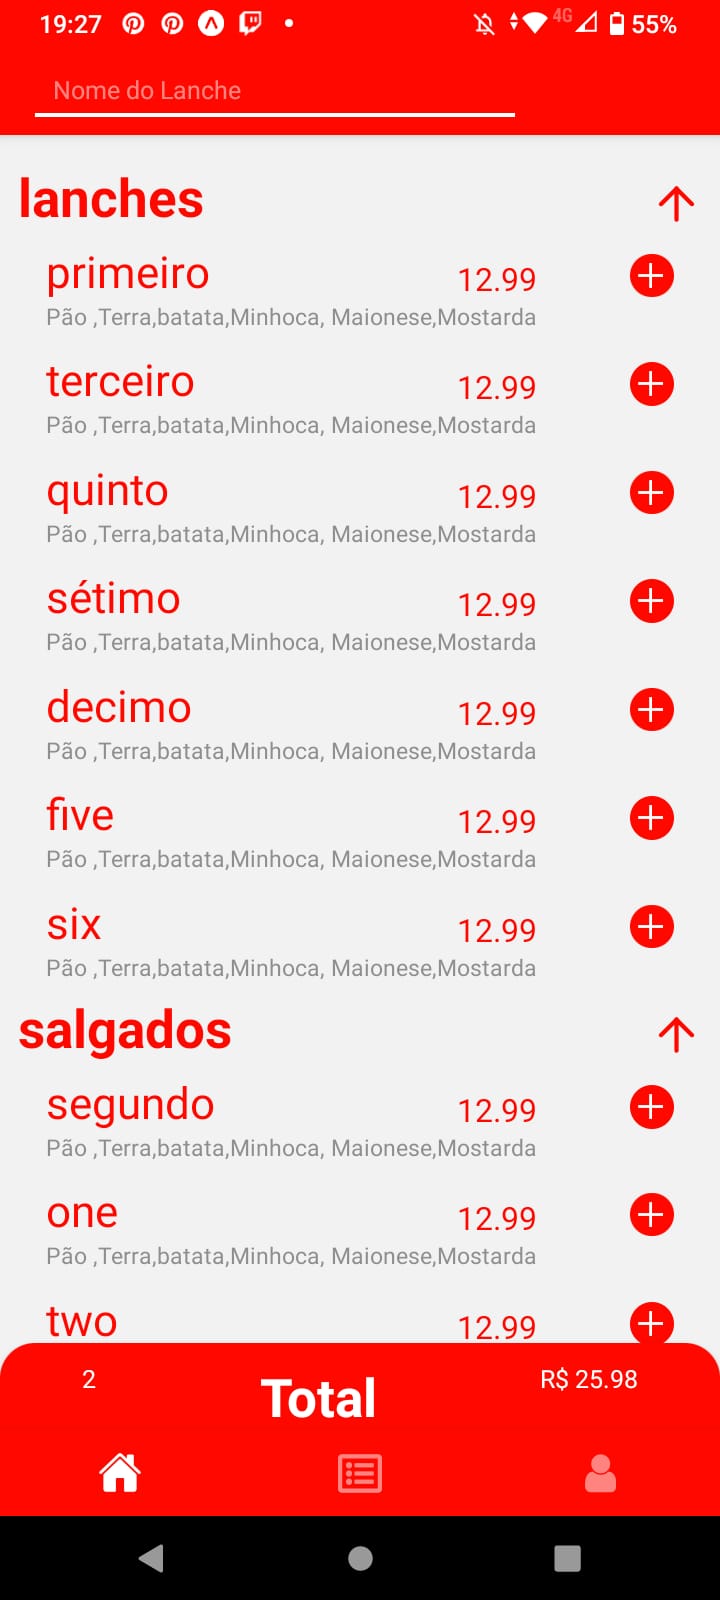 19:27 4G 55%
Nome do Lanche
lanches
primeiro 12.99
Pão ,Terra,batata,Minhoca, Maionese,Mostarda
terceiro 12.99
Pão ,Terra,batata,Minhoca, Maionese,Mostarda
quinto 12.99
Pão ,Terra,batata,Minhoca, Maionese,Mostarda
sétimo 12.99
Pão ,Terra,batata,Minhoca, Maionese,Mostarda
decimo 12.99
Pão ,Terra,batata,Minhoca, Maionese,Mostarda
five 12.99
Pão ,Terra,batata,Minhoca, Maionese,Mostarda
six 12.99
Pão ,Terra,batata,Minhoca, Maionese,Mostarda
salgados
segundo 12.99
Pão ,Terra,batata,Minhoca, Maionese,Mostarda
one 12.99
Pão ,Terra,batata,Minhoca, Maionese,Mostarda
two 12.99
2 Total R$ 25.98